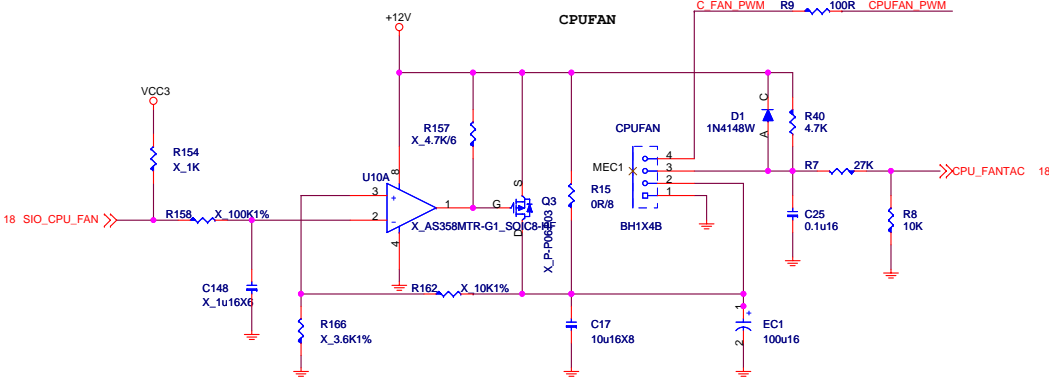 C_FAN_PWM R9 100R CPUFAN_PWM
+12V
CPUFAN
VCC3
R154
X_1K
R157
X_4.7K/6
D1
1N4148W
C
A
R40
4.7K
CPUFAN
MEC1
4
3
2
1
BH1X4B
R7 27K
CPU_FANTAC 18
U10A
8
3
+
2
-
1
4
X_AS358MTR-G1_SOIC8-HF
G
S
D
Q3
R15
0R/8
18 SIO_CPU_FAN
R158 X_100K1%
C25
0.1u16
R8
10K
C148
X_1u16X6
R162 X_10K1%
R166
X_3.6K1%
C17
10u16X8
1
+
2
EC1
100u16